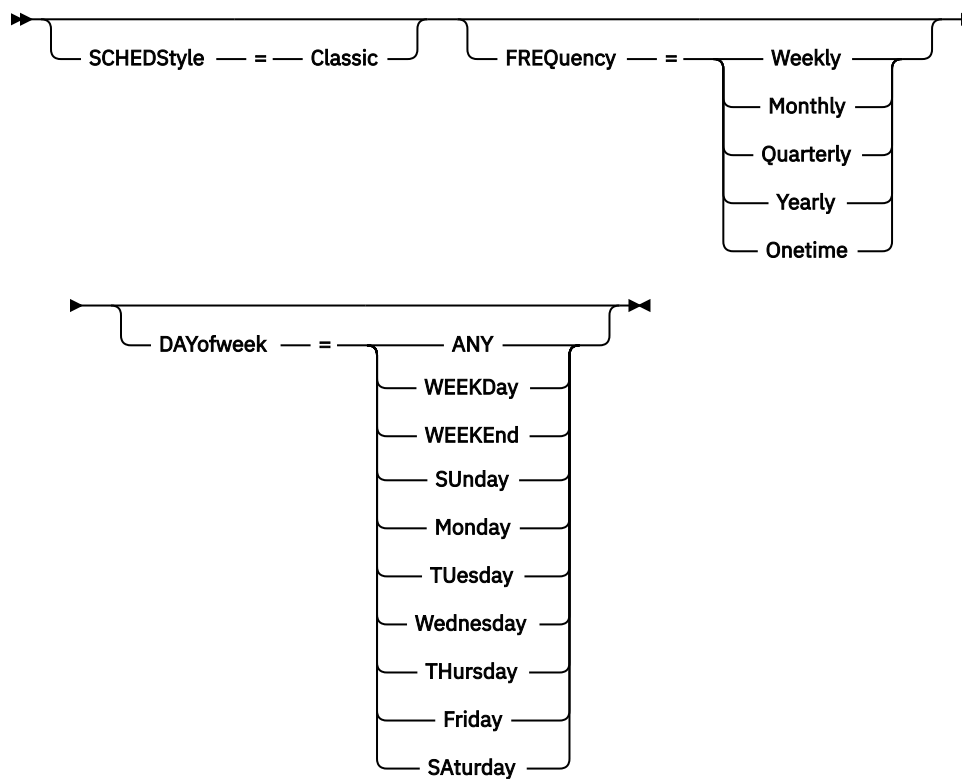 SCHEDStyle = Classic FREQuency = Weekly
Monthly
Quarterly
Yearly
Onetime
DAYofweek = ANY
WEEKDay
WEEKEnd
SUnday
Monday
TUesday
Wednesday
THursday
Friday
SAturday